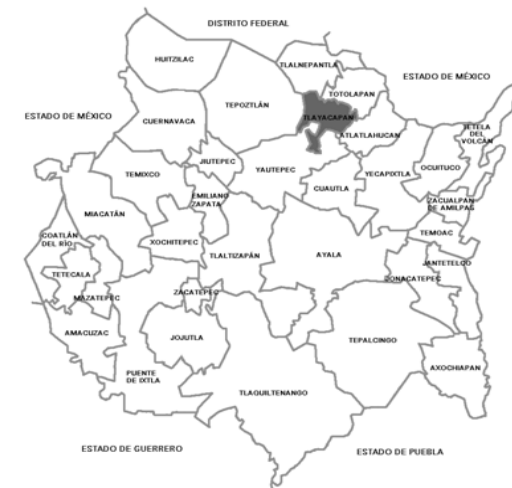 DISTRITO FEDERAL
HUITZILAC
TLALNEPANTLA
ESTADO DE MÉXICO
TOTOLAPAN
TEPOZTLÁN
ESTADO DE MÉXICO
CUERNAVACA
TLAYACAPAN
ATLATLAHUCAN
TETELA
DEL
VOLCÁN
JIUTEPEC
YAUTEPEC
YECAPIXTLA
OCUITUCO
TEMIXCO
CUAUTLA
EMILIANO
ZAPATA
ZACUALPAN
DE AMILPAS
MIACATÁN
TEMOAC
COATLÁN
DEL RÍO
XOCHITEPEC
TLALTIZAPÁN
AYALA
JANTETELCO
TETECALA
JONACATEPEC
MAZATEPEC
ZACATEPEC
AMACUZAC
JOJUTLA
TEPALCINGO
AXOCHIAPAN
PUENTE
DE IXTLA
TLAQUILTENANGO
ESTADO DE GUERRERO
ESTADO DE PUEBLA